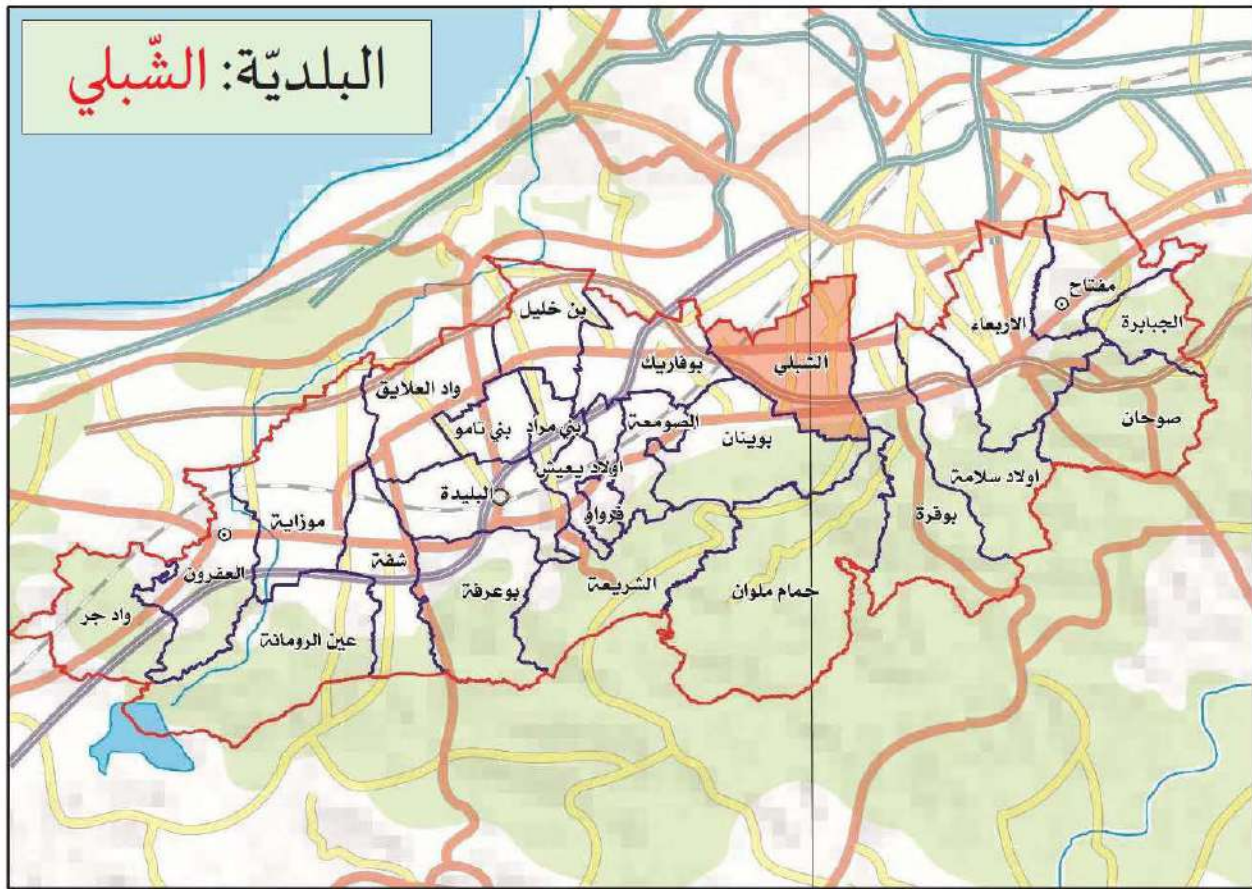 البلديّة: الشّبلي
مفتاح
الجبابرة
الاربعاء
بن خليل
الشبلي
بوفاريك
واد العلايق
صوحان
الصومعة
بني مراد
بني تامو
بوينان
اولاد يعيش
اولاد سلامة
البليدة
فرواو
بوقرة
موزاية
شفة
العفرون
الشريعة
بوعرفة
حمام ملوان
واد جر
عين الرومانة